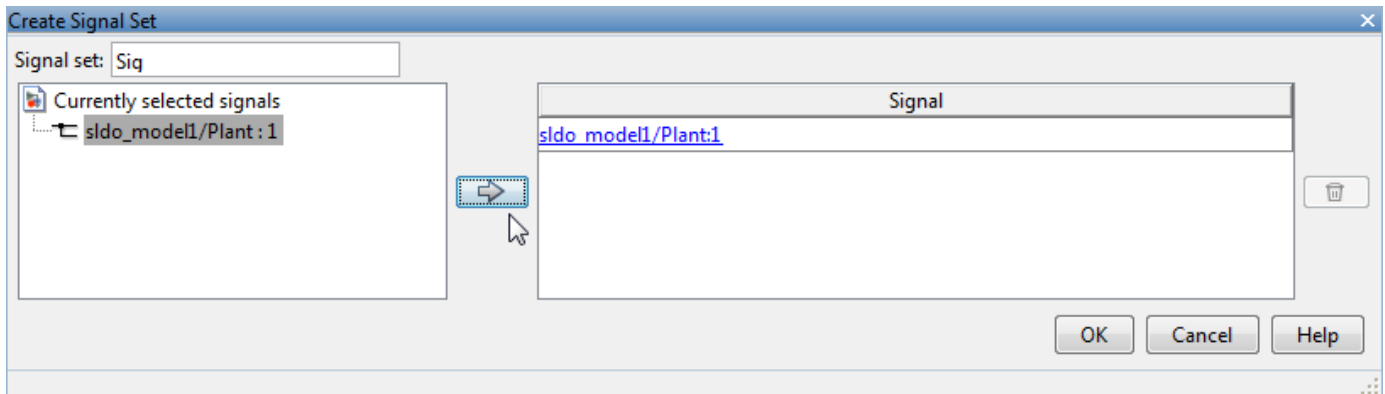 Create Signal Set
Signal set: Sig
Currently selected signals
sldo_model1/Plant : 1
Signal
sldo_model1/Plant:1
OK Cancel Help